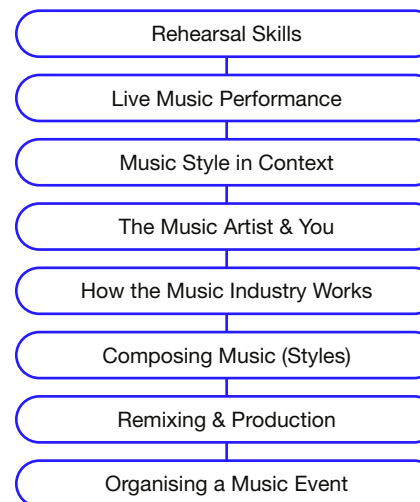 Rehearsal Skills
Live Music Performance
Music Style in Context
The Music Artist & You
How the Music Industry Works
Composing Music (Styles)
Remixing & Production
Organising a Music Event